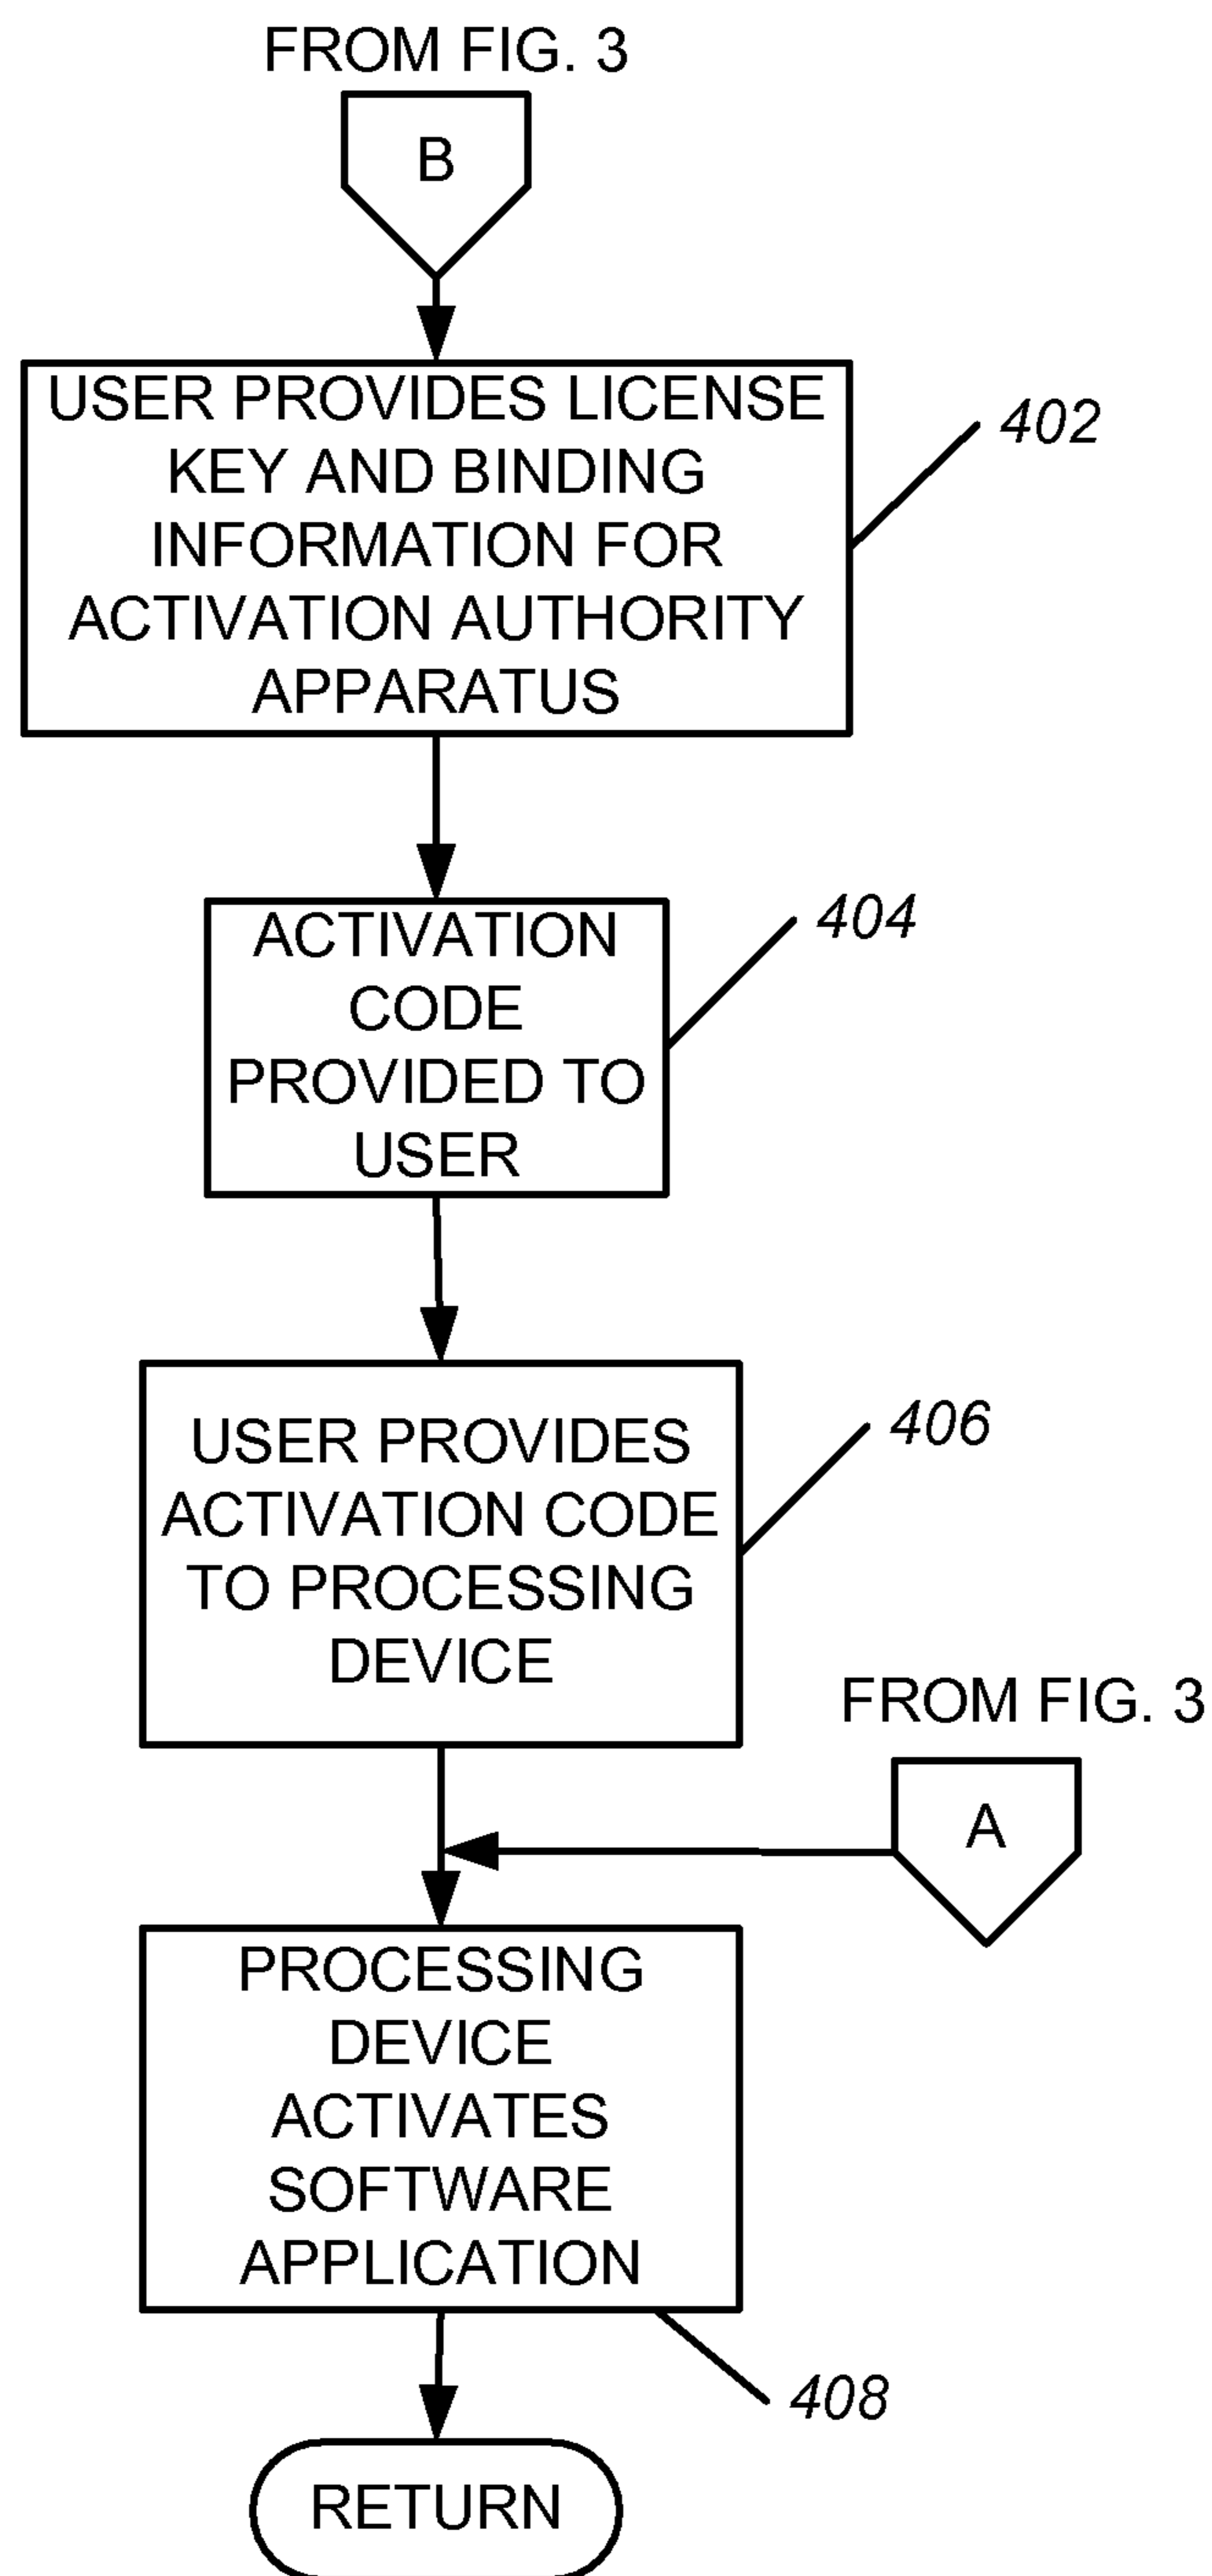 FROM FIG. 3
B
USER PROVIDES LICENSE
KEY AND BINDING
INFORMATION FOR
ACTIVATION AUTHORITY
APPARATUS
402
ACTIVATION
CODE
PROVIDED TO
USER
404
USER PROVIDES
ACTIVATION CODE
TO PROCESSING
DEVICE
406
FROM FIG. 3
A
PROCESSING
DEVICE
ACTIVATES
SOFTWARE
APPLICATION
408
RETURN